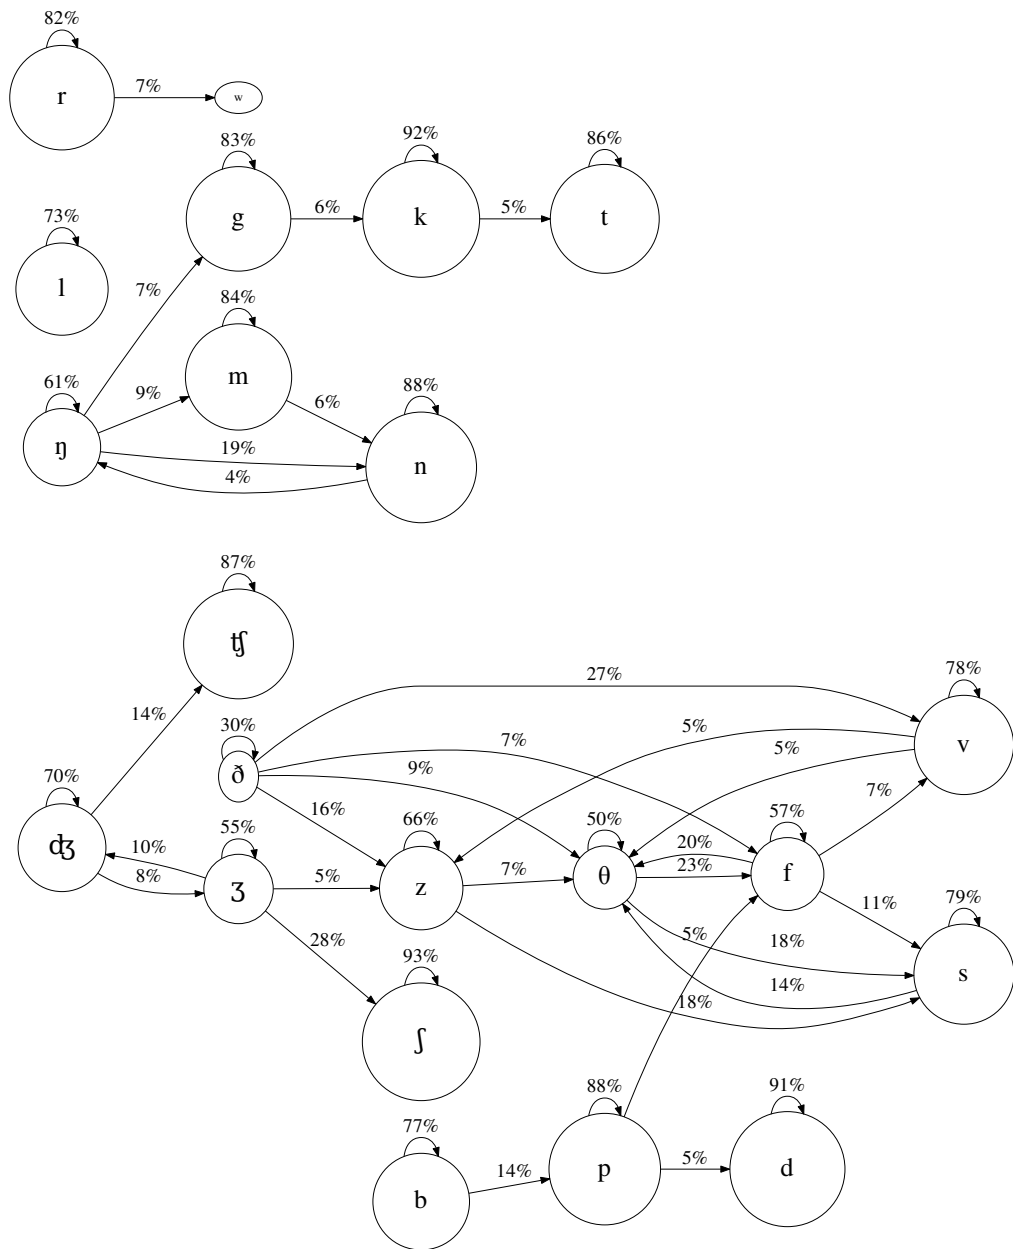 82%
r
7%
w
83%
g
6%
92%
k
5%
86%
t
73%
l
7%
84%
m
6%
61%
ŋ
9%
19%
4%
88%
n
87%
ʧ
14%
27%
78%
v
5%
7%
5%
30%
ð
9%
16%
7%
70%
ʤ
10%
8%
55%
ʒ
5%
66%
z
7%
50%
θ
20%
23%
57%
f
11%
79%
s
28%
5%
18%
14%
18%
93%
ʃ
77%
b
14%
88%
p
5%
91%
d